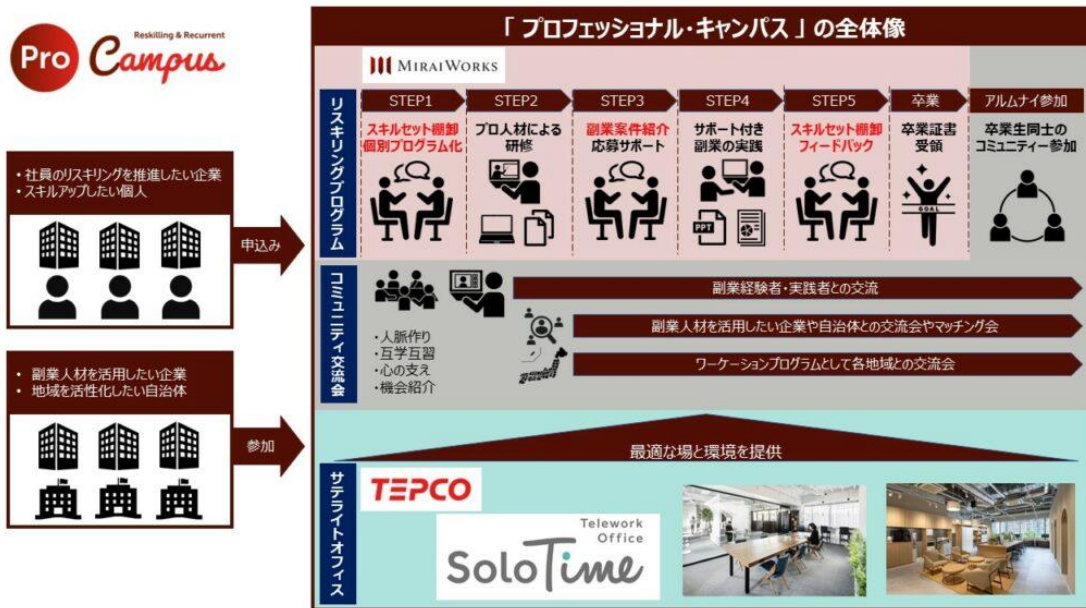 Reskilling & Recurrent
Pro Campus
「 プロフェッショナル・キャンパス 」の全体像
MIRAIWORKS
リスキリングプログラム
STEP1
STEP2
STEP3
STEP4
STEP5
卒業
アルムナイ参加
スキルセット棚卸
個別プログラム化
プロ人材による
研修
副業案件紹介
応募サポート
サポート付き
副業の実践
スキルセット棚卸
フィードバック
卒業証書
受領
卒業生同士の
コミュニティー参加
PPT
GOAL
・社員のリスキリングを推進したい企業
・スキルアップしたい個人
申込み
コミュニティ交流会
・人脈作り
・互学互習
・心の支え
・機会紹介
副業経験者・実践者との交流
副業人材を活用したい企業や自治体との交流会やマッチング会
ワーケーションプログラムとして各地域との交流会
・ 副業人材を活用したい企業
・ 地域を活性化したい自治体
参加
最適な場と環境を提供
サテライトオフィス
TEPCO
Telework
Office
SoloTime